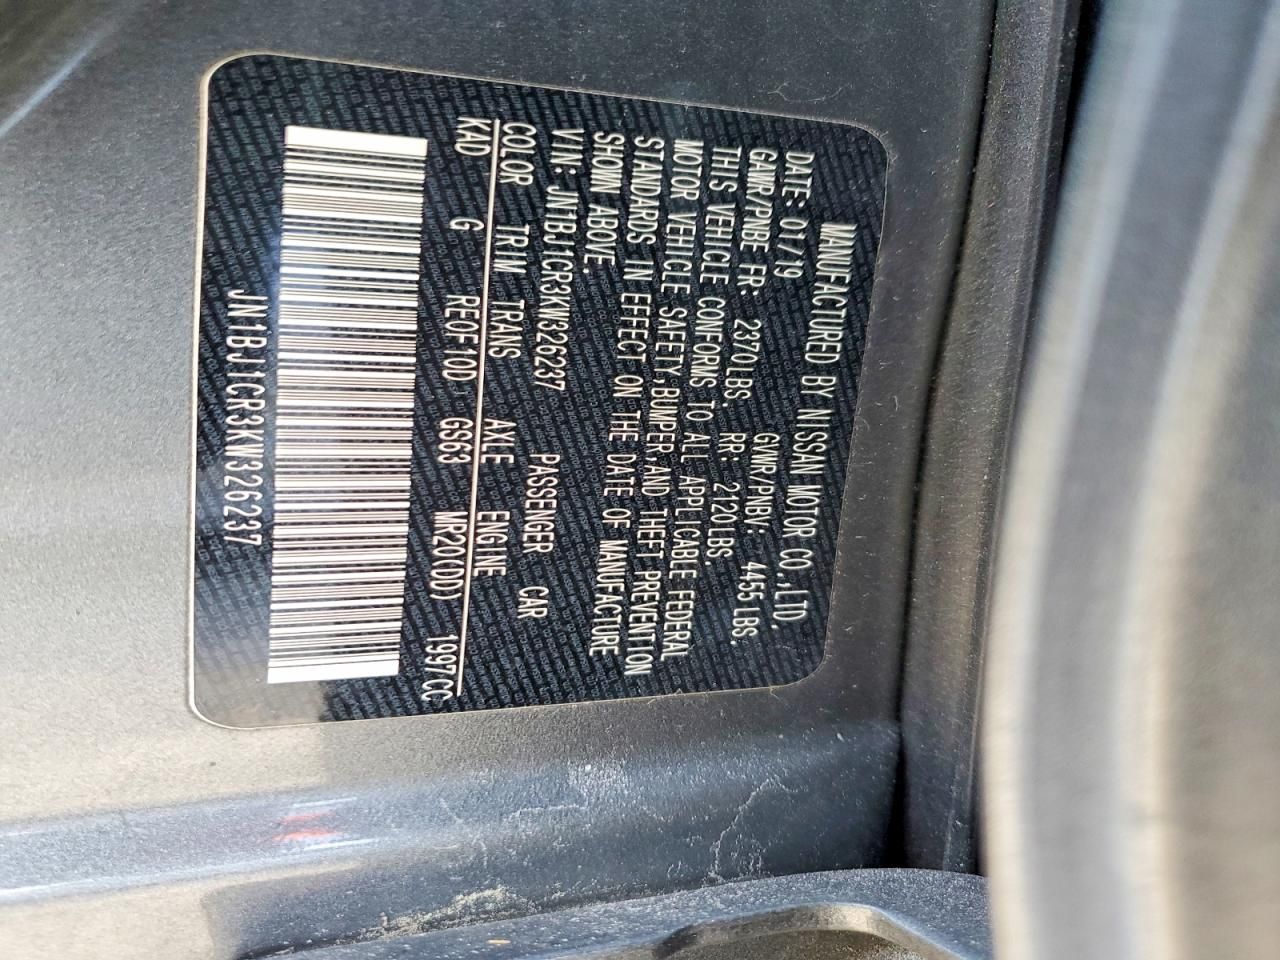 MANUFACTURED BY NISSAN MOTOR CO.,LTD.
DATE: 01/19 GVWR/PNBV: 4455 LBS.
GAWR/PNBE FR: 2370 LBS. RR 2120 LBS.
THIS VEHICLE CONFORMS TO ALL APPLICABLE FEDERAL
MOTOR VEHICLE SAFETY,BUMPER,AND THEFT PREVENTION
STANDARDS IN EFFECT ON THE DATE OF MANUFACTURE
SHOWN ABOVE.
VIN: JN1BJ1CR3KW326237 PASSENGER CAR
COLOR TRIM TRANS AXLE ENGINE
KAD G RE0F10D GS63 MR20(DD) 1997CC
JN1BJ1CR3KW326237